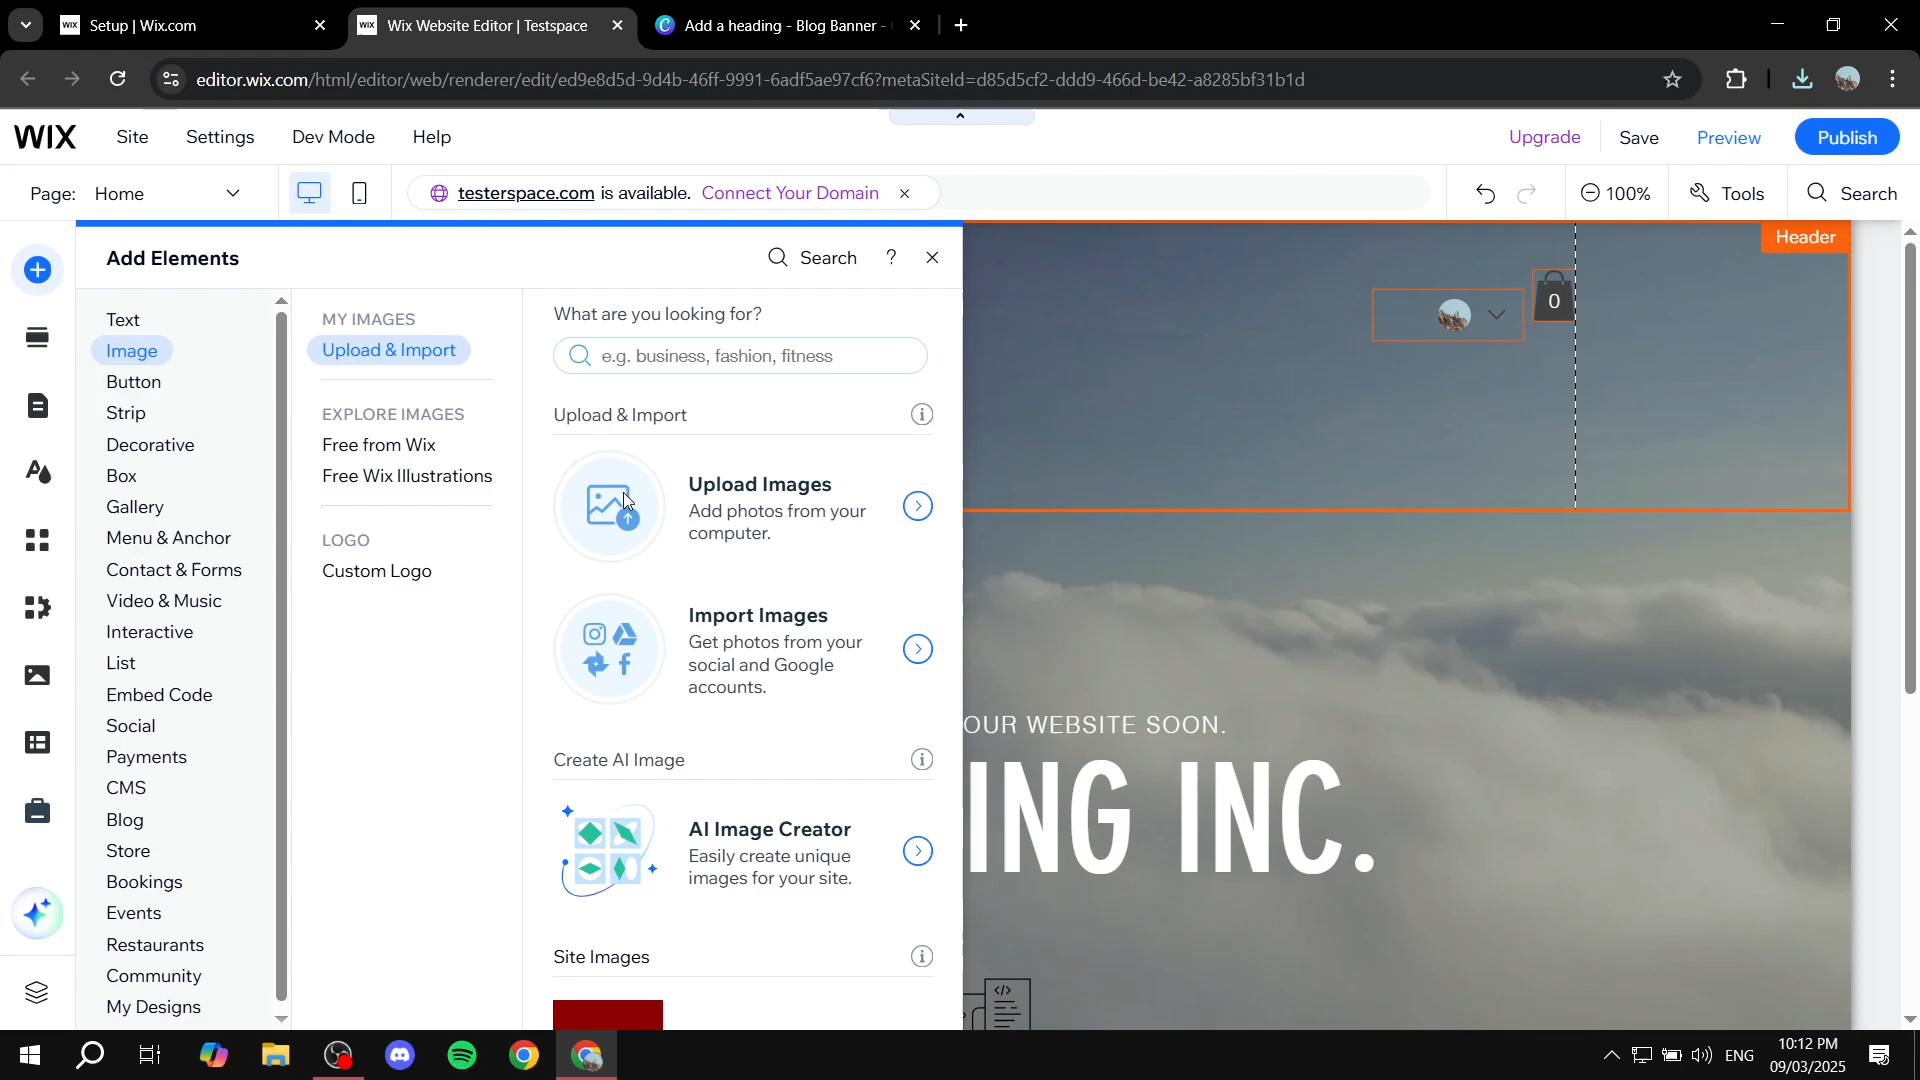 Setup | Wix.com
Wix Website Editor | Testspace
Add a heading - Blog Banner -
editor.wix.com/html/editor/web/renderer/edit/ed9e8d5d-9d4b-46ff-9991-6adf5ae97cf6?metaSiteId=d85d5cf2-ddd9-466d-be42-a8285bf31b1d
WIX
Site
Settings
Dev Mode
Help
Upgrade
Save
Preview
Publish
Page: Home
testerspace.com is available. Connect Your Domain
100%
Tools
Search
Add Elements
Search
?
Text
Image
Button
Strip
Decorative
Box
Gallery
Menu & Anchor
Contact & Forms
Video & Music
Interactive
List
Embed Code
Social
Payments
CMS
Blog
Store
Bookings
Events
Restaurants
Community
My Designs
MY IMAGES
Upload & Import
EXPLORE IMAGES
Free from Wix
Free Wix Illustrations
LOGO
Custom Logo
What are you looking for?
e.g. business, fashion, fitness
Upload & Import
Upload Images
Add photos from your
computer.
Import Images
Get photos from your
social and Google
accounts.
Create AI Image
AI Image Creator
Easily create unique
images for your site.
Site Images
Header
0
OUR WEBSITE SOON.
ING INC.
ENG
10:12 PM
09/03/2025